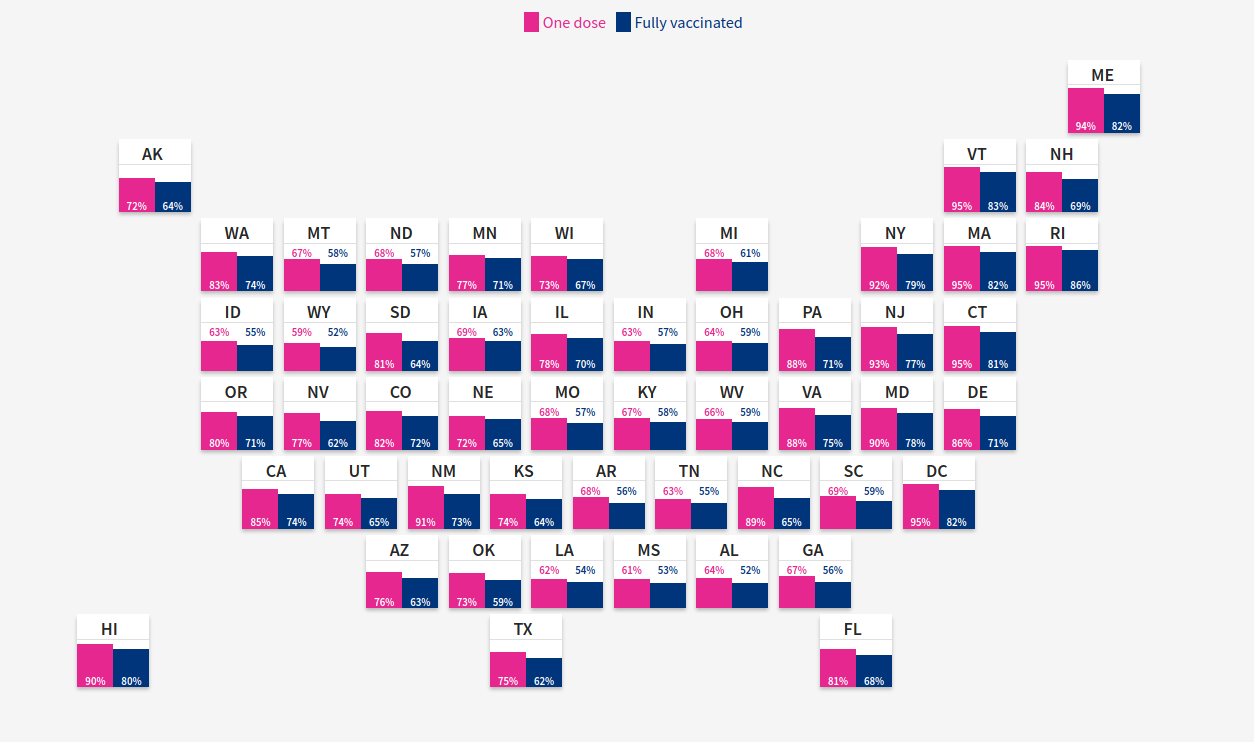 One dose Fully vaccinated
ME
94% 82%
AK VT NH
72% 64% 95% 83% 84% 69%
WA MT ND MN WI MI NY MA RI
67% 58% 68% 57% 68% 61%
83% 74% 77% 71% 73% 67% 92% 79% 95% 82% 95% 86%
ID WY SD IA IL IN OH PA NJ CT
63% 55% 59% 52% 69% 63% 63% 57% 64% 59%
81% 64% 78% 70% 88% 71% 93% 77% 95% 81%
OR NV CO NE MO KY WV VA MD DE
68% 57% 67% 58% 66% 59%
80% 71% 77% 62% 82% 72% 72% 65% 88% 75% 90% 78% 86% 71%
CA UT NM KS AR TN NC SC DC
68% 56% 63% 55% 69% 59%
85% 74% 74% 65% 91% 73% 74% 64% 89% 65% 95% 82%
AZ OK LA MS AL GA
62% 54% 61% 53% 64% 52% 67% 56%
76% 63% 73% 59%
HI TX FL
90% 80% 75% 62% 81% 68%